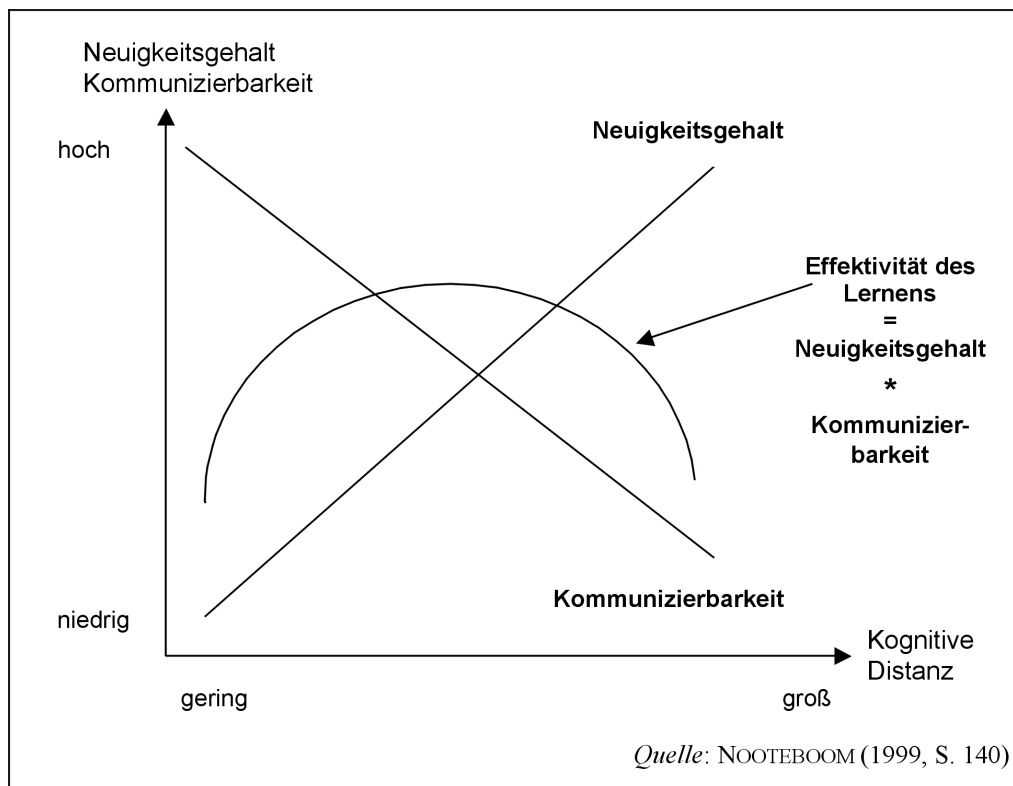 Neuigkeitsgehalt
Kommunizierbarkeit
hoch
Neuigkeitsgehalt
Effektivität des
Lernens
=
Neuigkeitsgehalt
*
Kommunizier-
barkeit
Kommunizierbarkeit
niedrig
Kognitive
Distanz
gering
groß
Quelle: NOOTEBOOM (1999, S. 140)